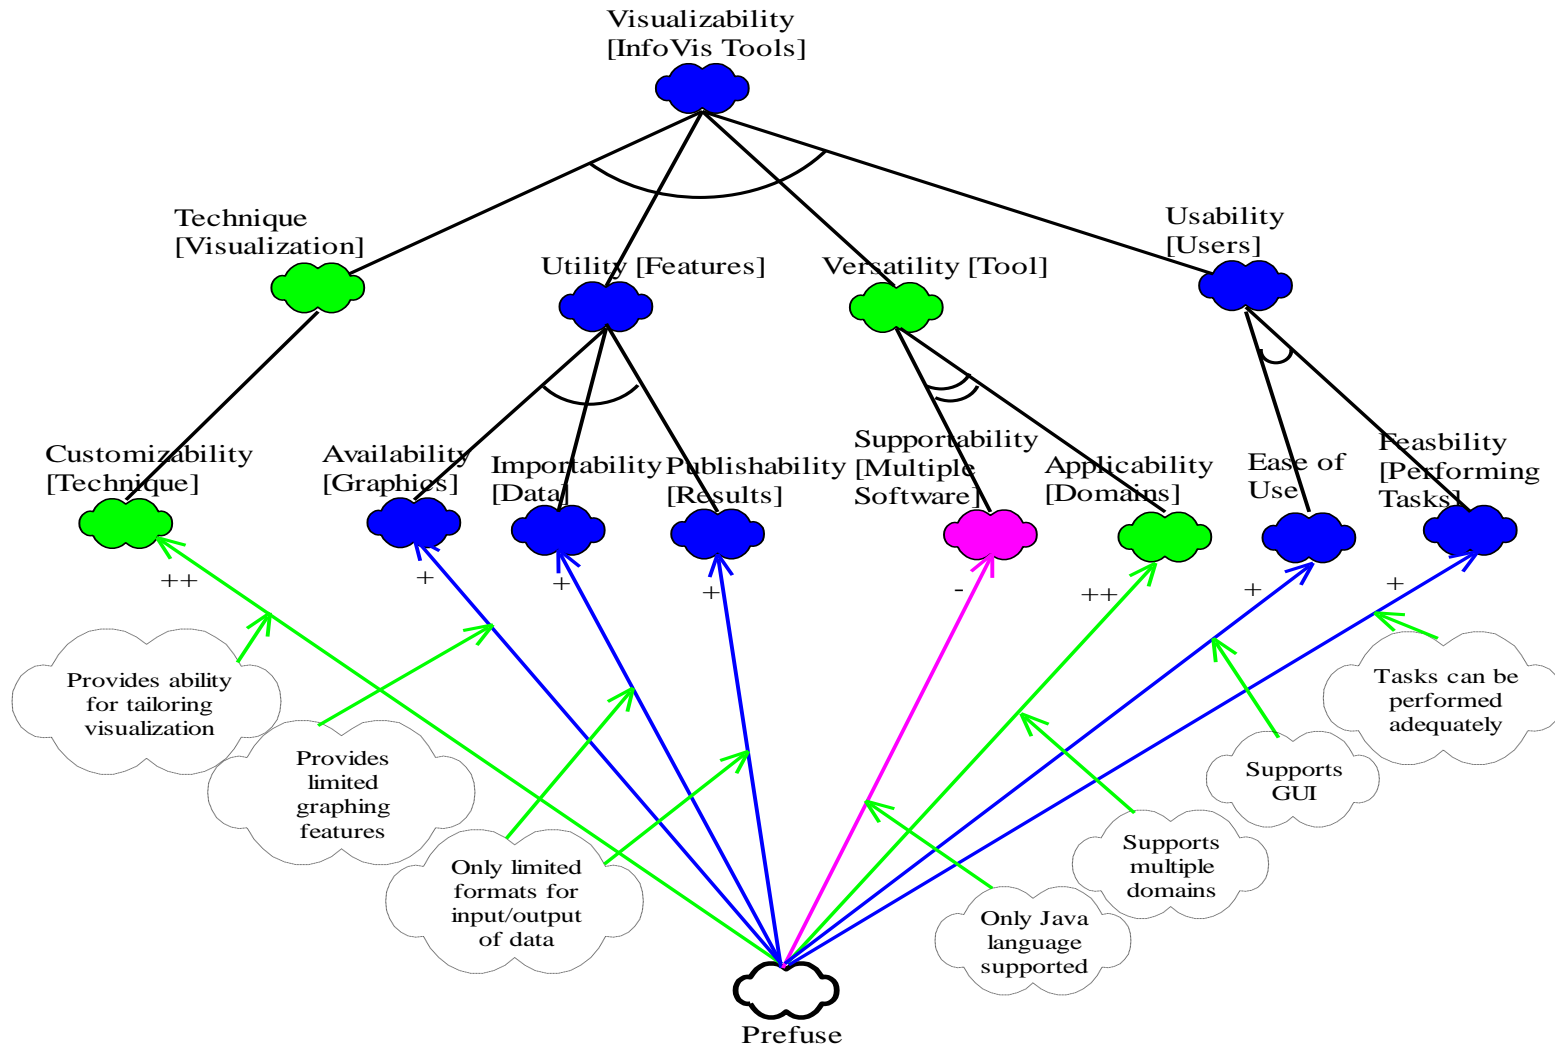 Visualizability
[InfoVis Tools]
Technique
[Visualization]
Utility [Features]
Versatility [Tool]
Usability
[Users]
Customizability
[Technique]
Availability
[Graphics]
Importability
[Data]
Publishability
[Results]
Supportability
[Multiple
Software]
Applicability
[Domains]
Ease of
Use
Feasbility
[Performing
Tasks]
++
+
+
+
-
++
+
+
Provides ability
for tailoring
visualization
Provides
limited
graphing
features
Only limited
formats for
input/output
of data
Only Java
language
supported
Supports
multiple
domains
Supports
GUI
Tasks can be
performed
adequately
Prefuse